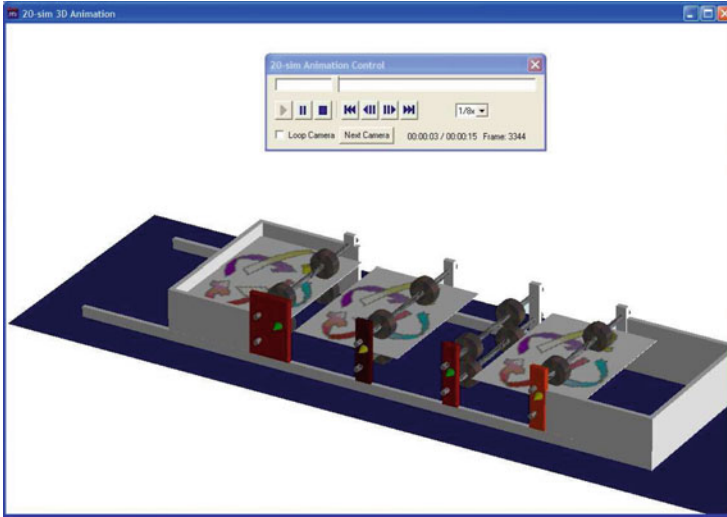 20-sim 3D Animation
20-sim Animation Control
1/8x
Loop Camera
Next Camera
00:00:03 / 00:00:15 Frame: 3344